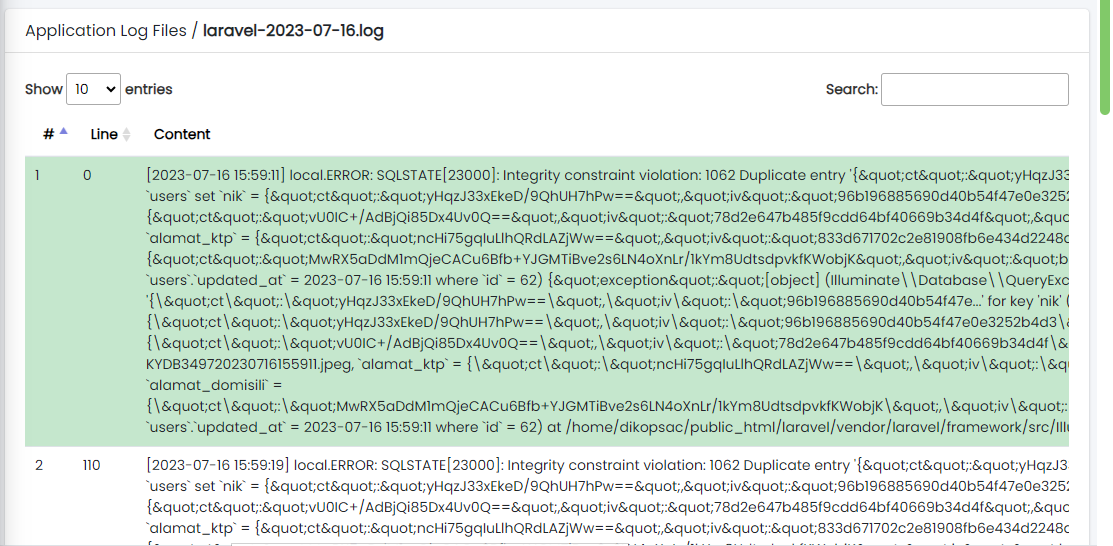 Application Log Files / laravel-2023-07-16.log
Show 10 entries
Search:
# Line Content
1 0 [2023-07-16 15:59:11] local.ERROR: SQLSTATE[23000]: Integrity constraint violation: 1062 Duplicate entry '{&quot;ct&quot;:&quot;yHqzJ33
`users` set `nik` = {&quot;ct&quot;:&quot;yHqzJ33xEkeD/9QhUH7hPw==&quot;,&quot;iv&quot;:&quot;96b196885690d40b54f47e0e3252
{&quot;ct&quot;:&quot;vU0IC+/AdBjQi85Dx4Uv0Q==&quot;,&quot;iv&quot;:&quot;78d2e647b485f9cdd64bf40669b34d4f&quot;,&quo
`alamat_ktp` = {&quot;ct&quot;:&quot;ncHi75gqIuLlhQRdLAZjWw==&quot;,&quot;iv&quot;:&quot;833d671702c2e81908fb6e434d2248d
{&quot;ct&quot;:&quot;MwRX5aDdM1mQjeCACu6Bfb+YJGMTiBve2s6LN4oXnLr/1kYm8UdtsdpvkfKWobjK&quot;,&quot;iv&quot;:&quot;b
`users`.`updated_at` = 2023-07-16 15:59:11 where `id` = 62) {&quot;exception&quot;:&quot;[object] (Illuminate\\Database\\QueryExc
'{\&quot;ct\&quot;:\&quot;yHqzJ33xEkeD/9QhUH7hPw==\&quot;,\&quot;iv\&quot;:\&quot;96b196885690d40b54f47e...' for key 'nik' (
{\&quot;ct\&quot;:\&quot;yHqzJ33xEkeD/9QhUH7hPw==\&quot;,\&quot;iv\&quot;:\&quot;96b196885690d40b54f47e0e3252b4d3\&
{\&quot;ct\&quot;:\&quot;vU0IC+/AdBjQi85Dx4Uv0Q==\&quot;,\&quot;iv\&quot;:\&quot;78d2e647b485f9cdd64bf40669b34d4f\&
KYDB349720230716155911.jpeg, `alamat_ktp` = {\&quot;ct\&quot;:\&quot;ncHi75gqIuLlhQRdLAZjWw==\&quot;,\&quot;iv\&quot;:\&q
`alamat_domisili` =
{\&quot;ct\&quot;:\&quot;MwRX5aDdM1mQjeCACu6Bfb+YJGMTiBve2s6LN4oXnLr/1kYm8UdtsdpvkfKWobjK\&quot;,\&quot;iv\&quot;:
`users`.`updated_at` = 2023-07-16 15:59:11 where `id` = 62) at /home/dikopsac/public_html/laravel/vendor/laravel/framework/src/Illu
2 110 [2023-07-16 15:59:19] local.ERROR: SQLSTATE[23000]: Integrity constraint violation: 1062 Duplicate entry '{&quot;ct&quot;:&quot;yHqzJ3
`users` set `nik` = {&quot;ct&quot;:&quot;yHqzJ33xEkeD/9QhUH7hPw==&quot;,&quot;iv&quot;:&quot;96b196885690d40b54f47e0e3252
{&quot;ct&quot;:&quot;vU0IC+/AdBjQi85Dx4Uv0Q==&quot;,&quot;iv&quot;:&quot;78d2e647b485f9cdd64bf40669b34d4f&quot;,&quo
`alamat_ktp` = {&quot;ct&quot;:&quot;ncHi75gqIuLlhQRdLAZjWw==&quot;,&quot;iv&quot;:&quot;833d671702c2e81908fb6e434d2248d